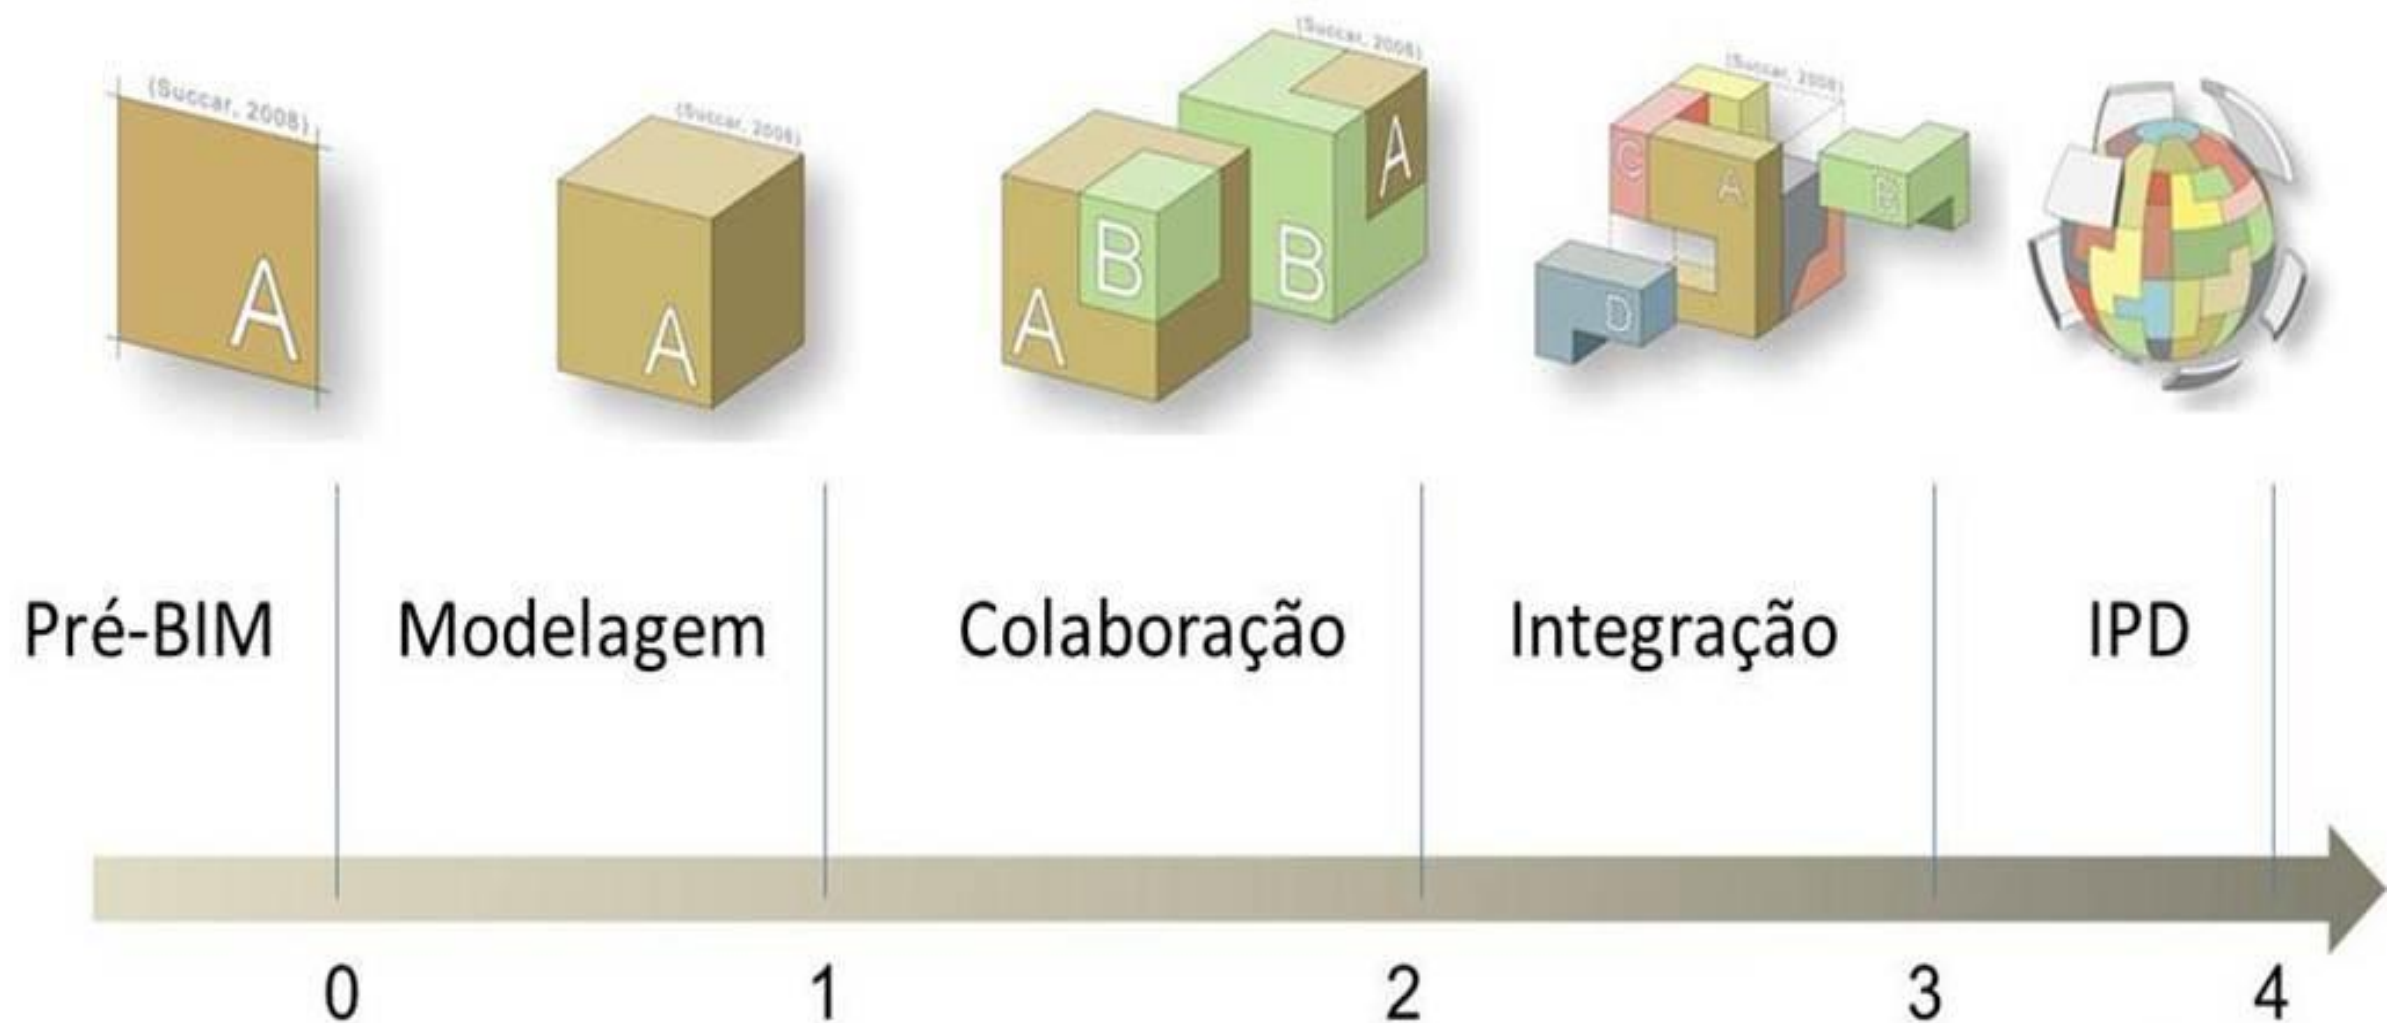 (Succar, 2008)
A
(Succar, 2008)
A
(Succar, 2008)
A
B
B
A
(Succar, 2008)
C
A
B
D
Pré-BIM
Modelagem
Colaboração
Integração
IPD
0
1
2
3
4